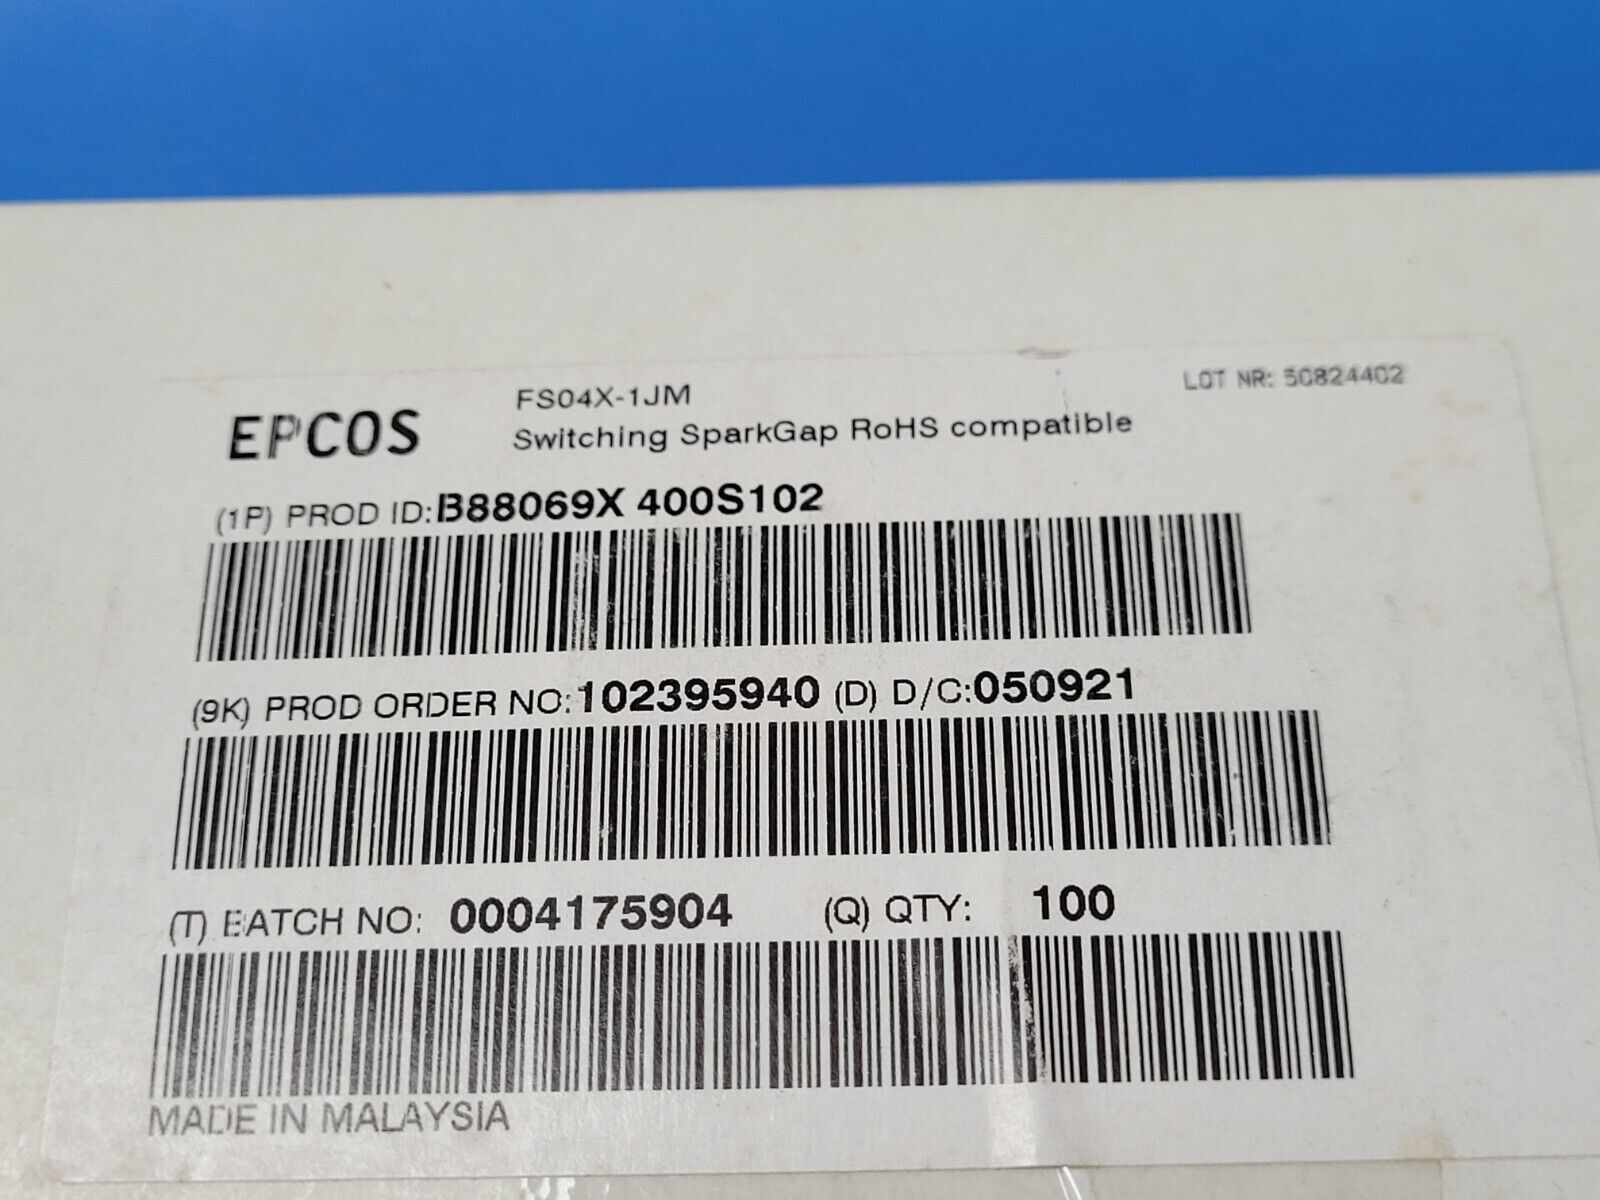 FS04X-1JM
LOT NR: 50824402
EPCOS
Switching SparkGap RoHS compatible
(1P) PROD ID:B88069X 400S102
(9K) PROD ORDER NO:102395940 (D) D/C:050921
(T) BATCH NO: 0004175904 (Q) QTY: 100
MADE IN MALAYSIA